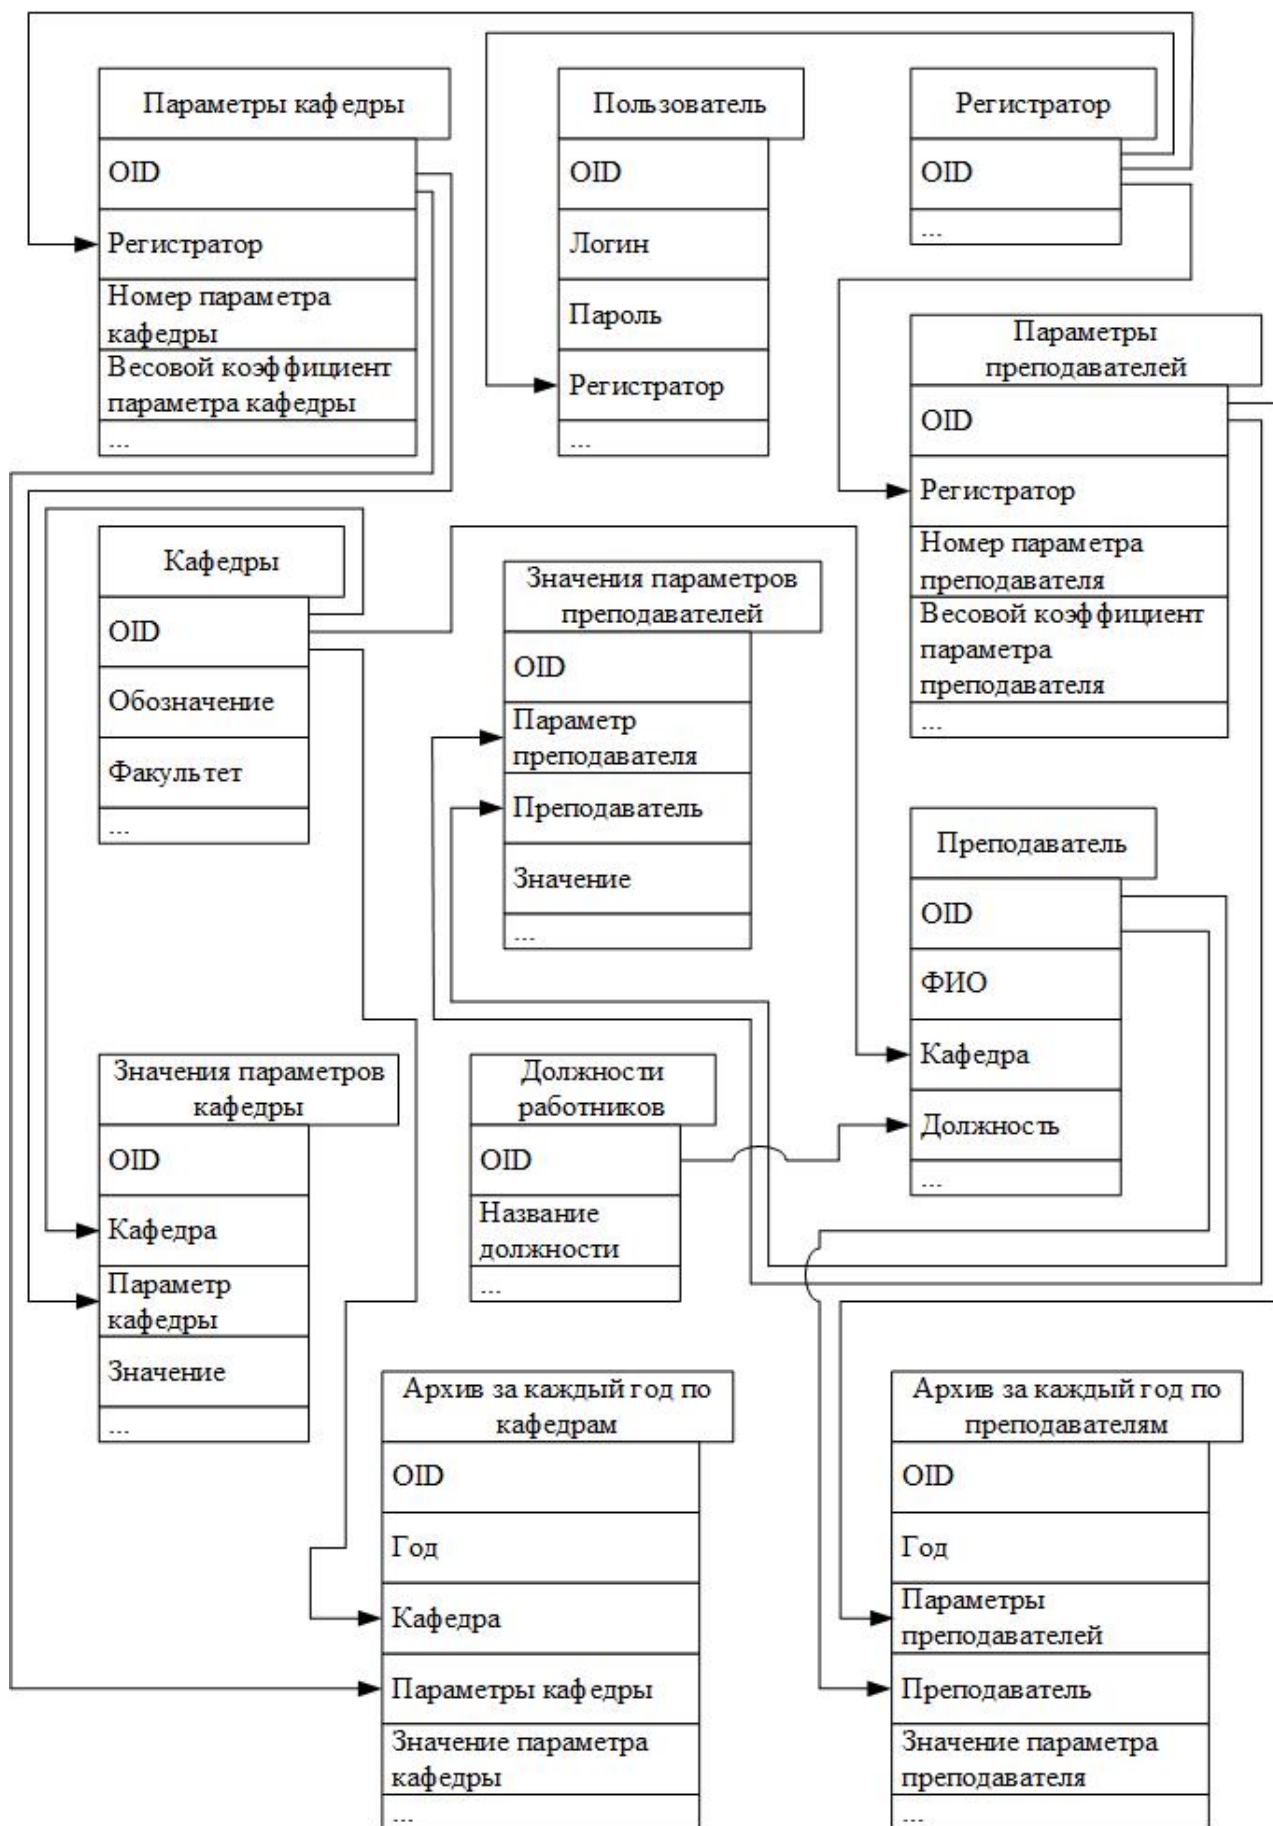 Параметры кафедры
OID
Регистратор
Номер параметра
кафедры
Весовой коэффициент
параметра кафедры
...
Пользователь
OID
Логин
Пароль
Регистратор
...
Регистратор
OID
...
Параметры
преподавателей
OID
Регистратор
Номер параметра
преподавателя
Весовой коэффициент
параметра
преподавателя
...
Кафедры
OID
Обозначение
Факультет
...
Значения параметров
преподавателей
OID
Параметр
преподавателя
Преподаватель
Значение
...
Преподаватель
OID
ФИО
Кафедра
Должность
...
Значения параметров
кафедры
OID
Кафедра
Параметр
кафедры
Значение
...
Должности
работников
OID
Название
должности
...
Архив за каждый год по
кафедрам
OID
Год
Кафедра
Параметры кафедры
Значение параметра
кафедры
...
Архив за каждый год по
преподавателям
OID
Год
Параметры
преподавателей
Преподаватель
Значение параметра
преподавателя
...